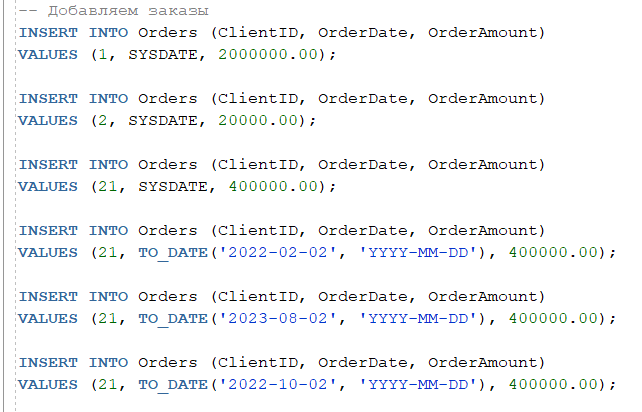 -- Добавляем заказы
INSERT INTO Orders (ClientID, OrderDate, OrderAmount)
VALUES (1, SYSDATE, 2000000.00);
INSERT INTO Orders (ClientID, OrderDate, OrderAmount)
VALUES (2, SYSDATE, 20000.00);
INSERT INTO Orders (ClientID, OrderDate, OrderAmount)
VALUES (21, SYSDATE, 400000.00);
INSERT INTO Orders (ClientID, OrderDate, OrderAmount)
VALUES (21, TO_DATE('2022-02-02', 'YYYY-MM-DD'), 400000.00);
INSERT INTO Orders (ClientID, OrderDate, OrderAmount)
VALUES (21, TO_DATE('2023-08-02', 'YYYY-MM-DD'), 400000.00);
INSERT INTO Orders (ClientID, OrderDate, OrderAmount)
VALUES (21, TO_DATE('2022-10-02', 'YYYY-MM-DD'), 400000.00);